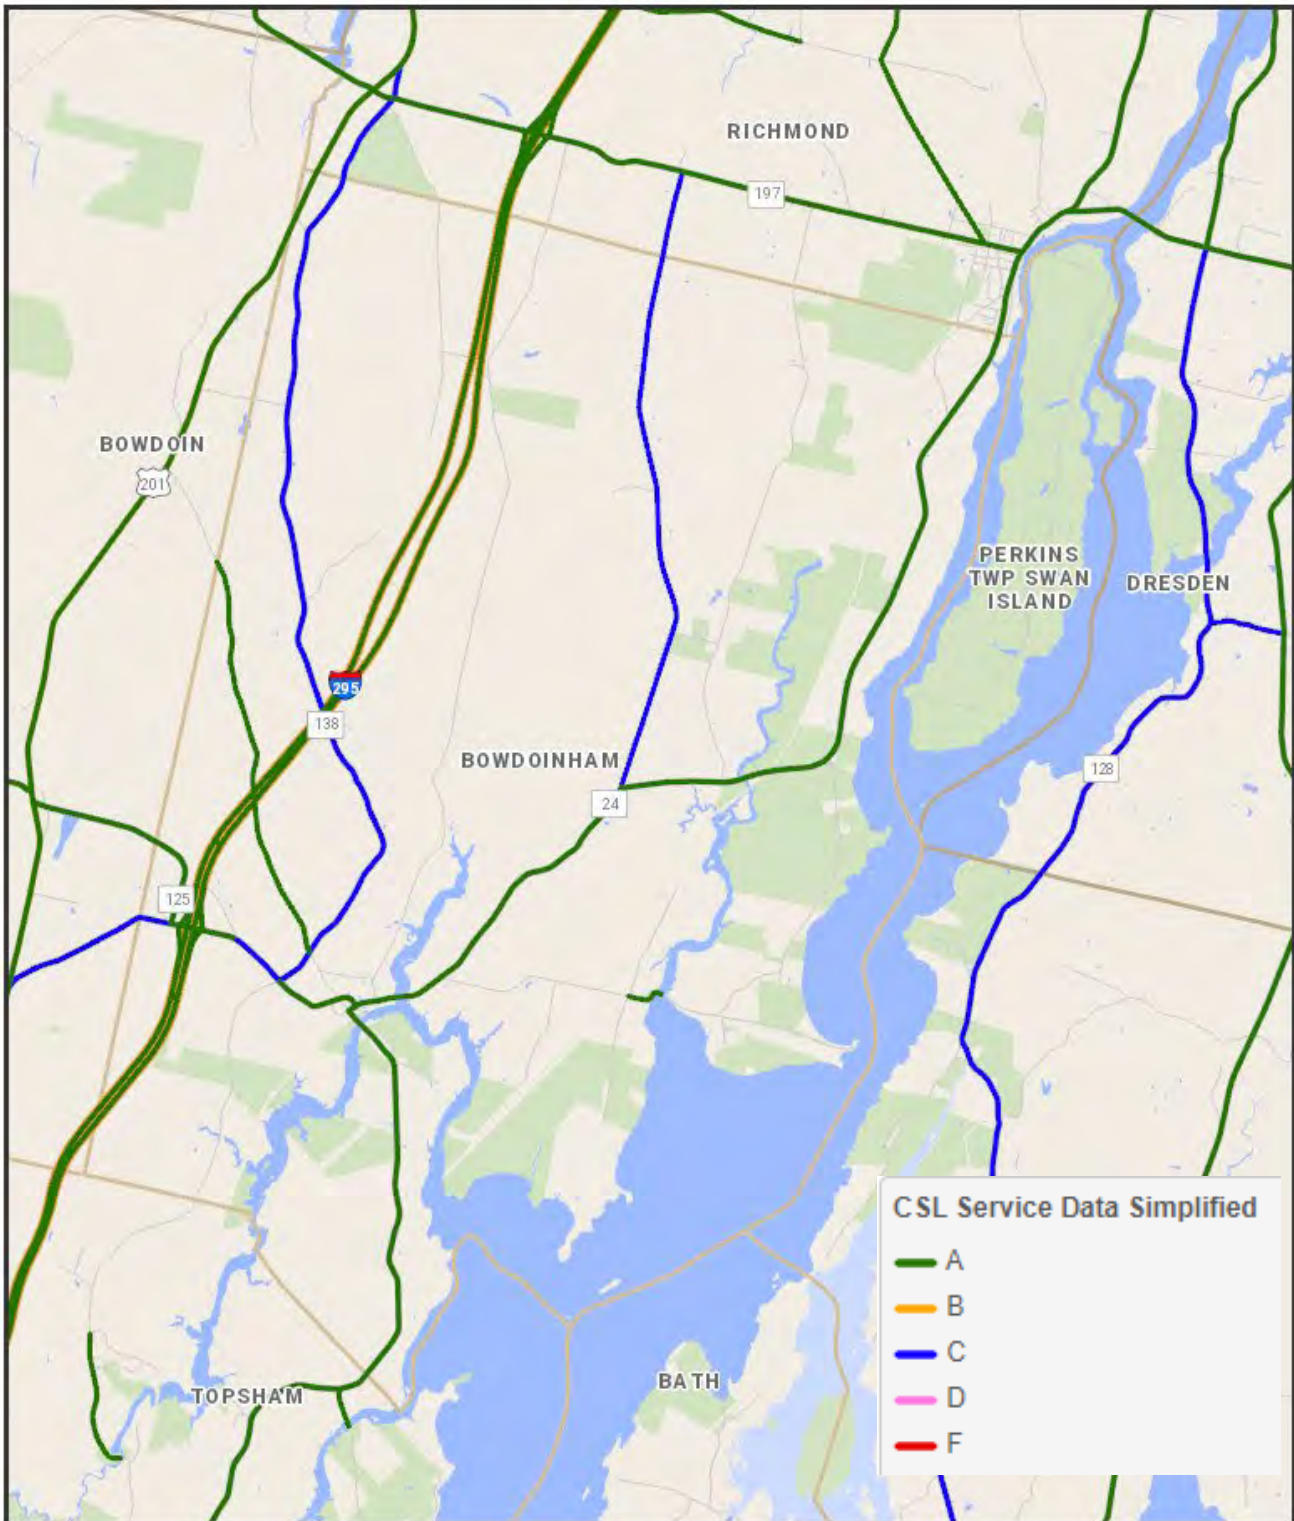 RICHMOND
197
BOWDOIN
201
PERKINS
TWP SWAN
ISLAND
DRESDEN
295
138
BOWDOINHAM
24
128
125
CSL Service Data Simplified
A
B
C
D
F
BATH
TOPSHAM